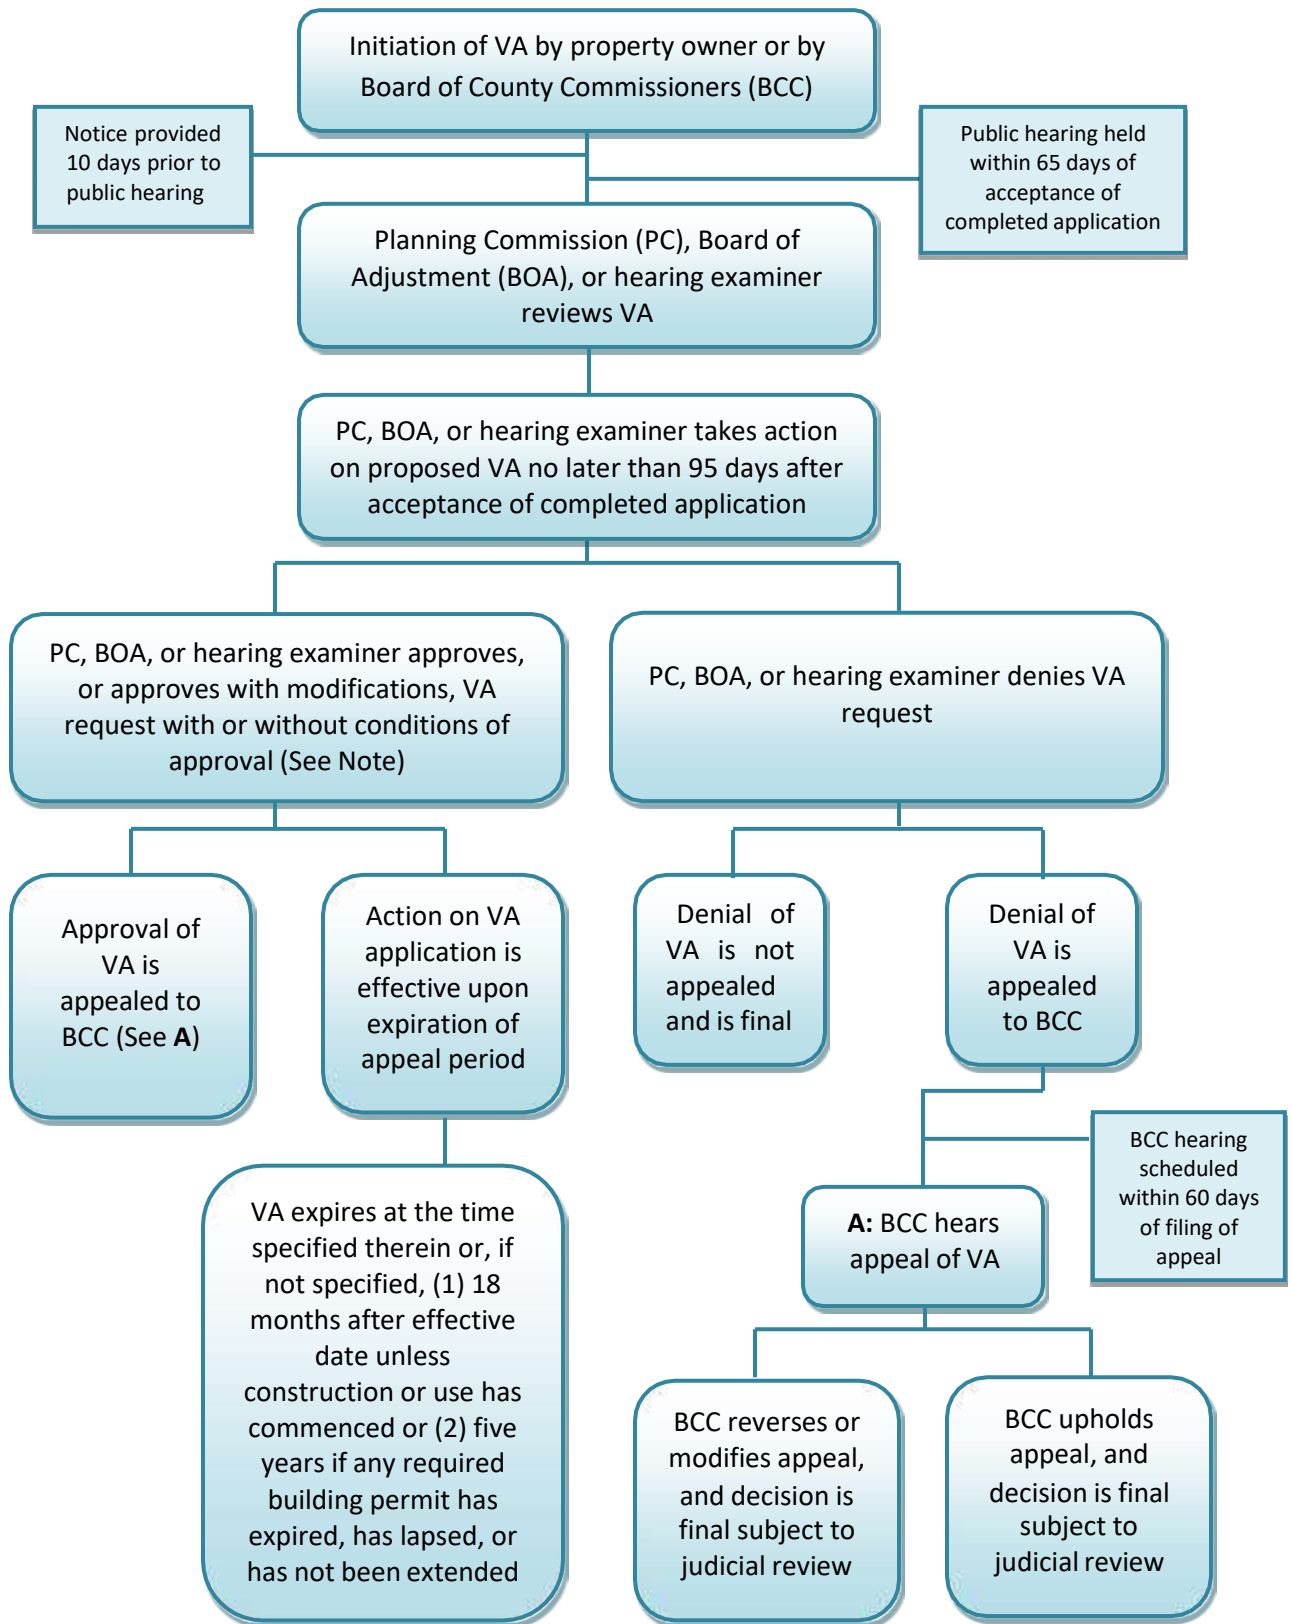 Initiation of VA by property owner or by
Board of County Commissioners (BCC)
Notice provided
10 days prior to
public hearing
Public hearing held
within 65 days of
acceptance of
completed application
Planning Commission (PC), Board of
Adjustment (BOA), or hearing examiner
reviews VA
PC, BOA, or hearing examiner takes action
on proposed VA no later than 95 days after
acceptance of completed application
PC, BOA, or hearing examiner approves,
or approves with modifications, VA
request with or without conditions of
approval (See Note)
PC, BOA, or hearing examiner denies VA
request
Approval of
VA is
appealed to
BCC (See A)
Action on VA
application is
effective upon
expiration of
appeal period
Denial of
VA is not
appealed
and is final
Denial of
VA is
appealed
to BCC
BCC hearing
scheduled
within 60 days
of filing of
appeal
A: BCC hears
appeal of VA
VA expires at the time
specified therein or, if
not specified, (1) 18
months after effective
date unless
construction or use has
commenced or (2) five
years if any required
building permit has
expired, has lapsed, or
has not been extended
BCC reverses or
modifies appeal,
and decision is
final subject to
judicial review
BCC upholds
appeal, and
decision is final
subject to
judicial review